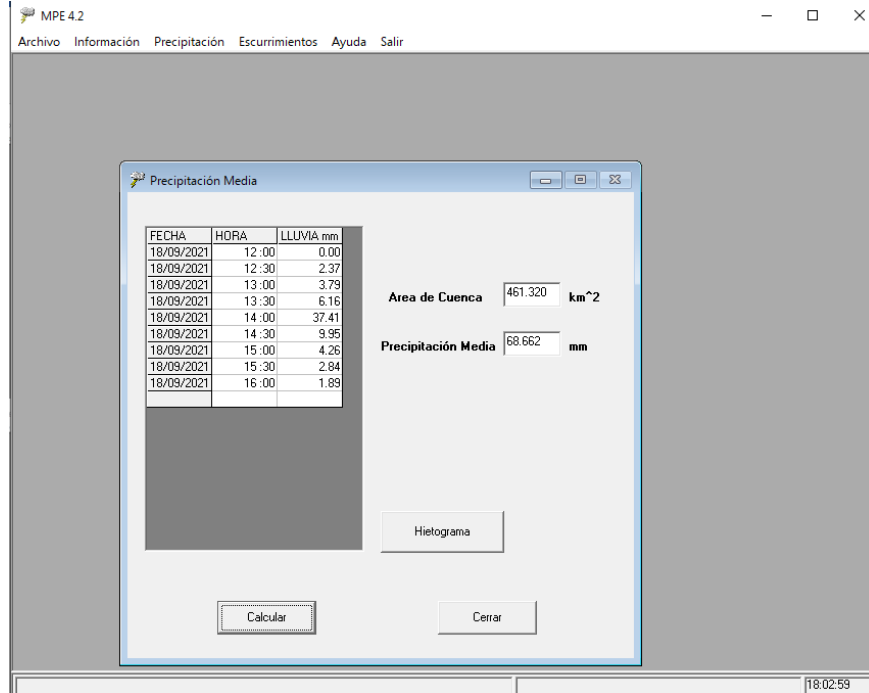 MPE 4.2
Archivo Información Precipitación Escurrimientos Ayuda Salir
Precipitación Media
FECHA HORA LLUVIA mm
18/09/2021 12:00 0.00
18/09/2021 12:30 2.37
18/09/2021 13:00 3.79
18/09/2021 13:30 6.16
18/09/2021 14:00 37.41
18/09/2021 14:30 9.95
18/09/2021 15:00 4.26
18/09/2021 15:30 2.84
18/09/2021 16:00 1.89
Area de Cuenca 461.320 km^2
Precipitación Media 68.662 mm
Hietograma
Calcular Cerrar
18:02:59